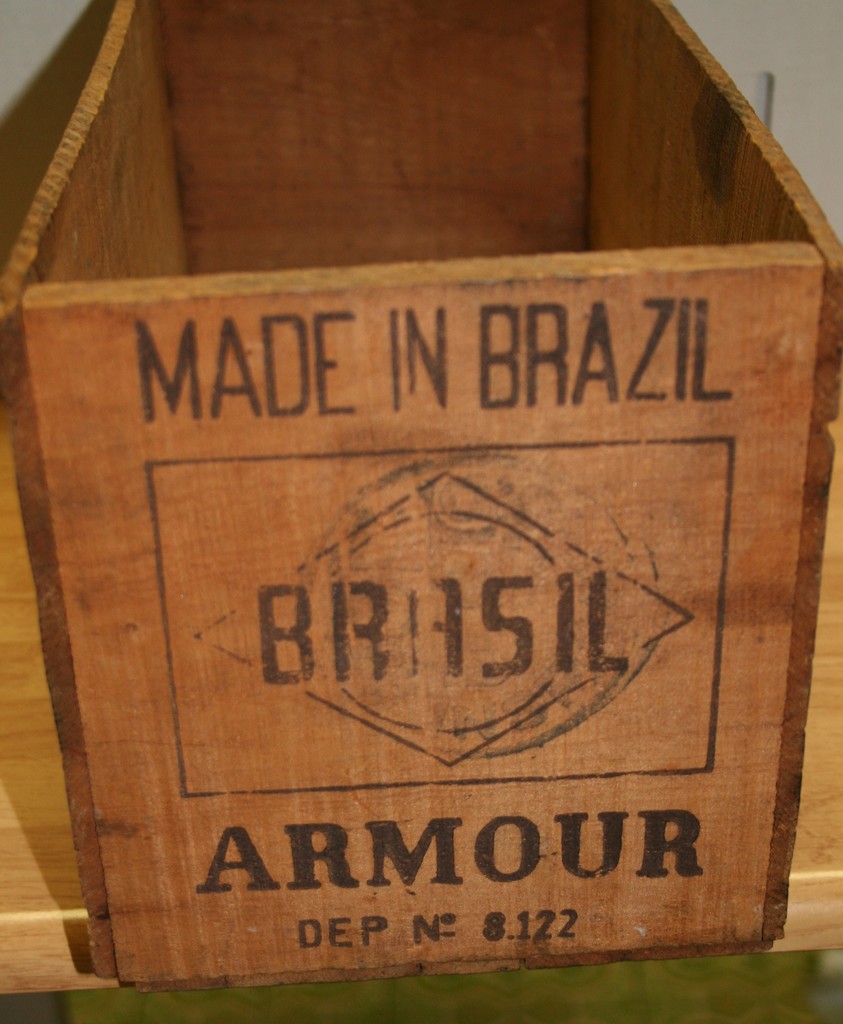 MADE IN BRAZIL
BRASIL
ARMOUR
DEP Nº 8.122